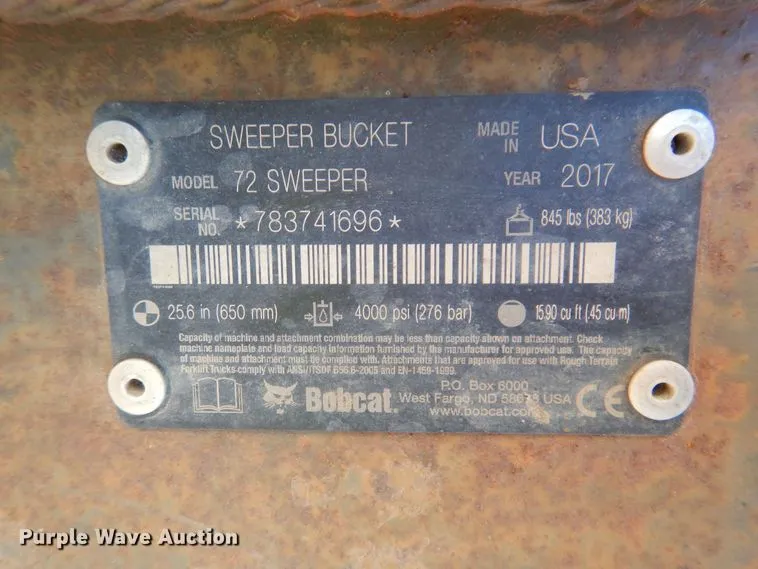 SWEEPER BUCKET MADE IN USA
MODEL 72 SWEEPER YEAR 2017
SERIAL NO. *783741696* 845 lbs (383 kg)
25.6 in (650 mm) 4000 psi (276 bar) 15.90 cu ft (.45 cu m)
Capacity of machine and attachment combination may be less than capacity shown on attachment. Check
machine nameplate and load capacity information furnished by the manufacturer for approved use. The capacity
of machine and attachment must be complied with. All attachments are approved for use with Rough Terrain
Forklift Trucks comply with ANSI/ITSDF B56.6-2005 and EN-1459-1999.
Bobcat.
P.O. Box 6000
West Fargo, ND 58078 USA
www.bobcat.com
CE
Purple Wave Auction